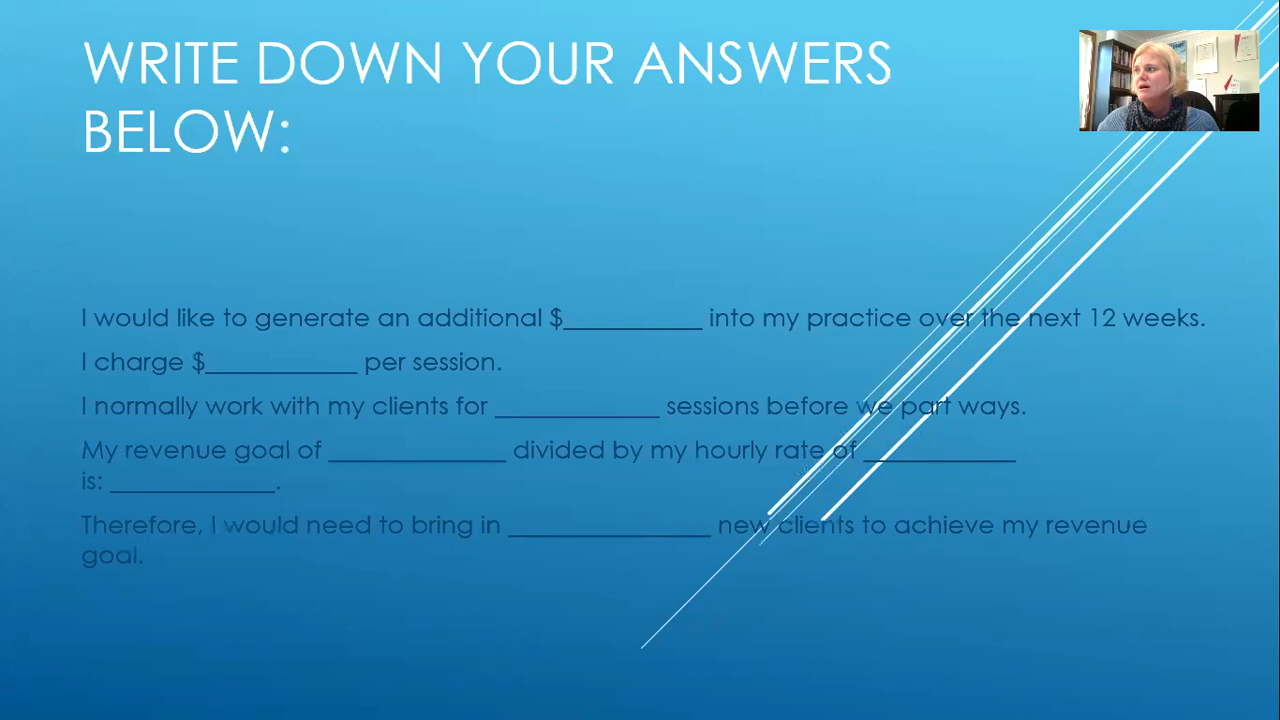 WRITE DOWN YOUR ANSWERS
BELOW:
I would like to generate an additional $__________ into my practice over the next 12 weeks.
I charge $___________ per session.
I normally work with my clients for ____________ sessions before we part ways.
My revenue goal of _____________ divided by my hourly rate of ___________
is: ____________.
Therefore, I would need to bring in _______________ new clients to achieve my revenue
goal.